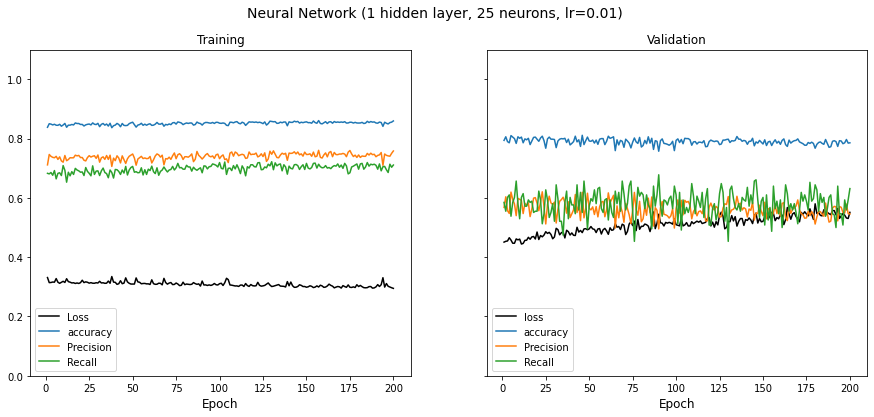 Neural Network (1 hidden layer, 25 neurons, lr=0.01)
Training
1.0
0.8
0.6
0.4
0.2
0.0
Loss
accuracy
Precision
Recall
0 25 50 75 100 125 150 175 200
Epoch
Validation
loss
accuracy
Precision
Recall
0 25 50 75 100 125 150 175 200
Epoch